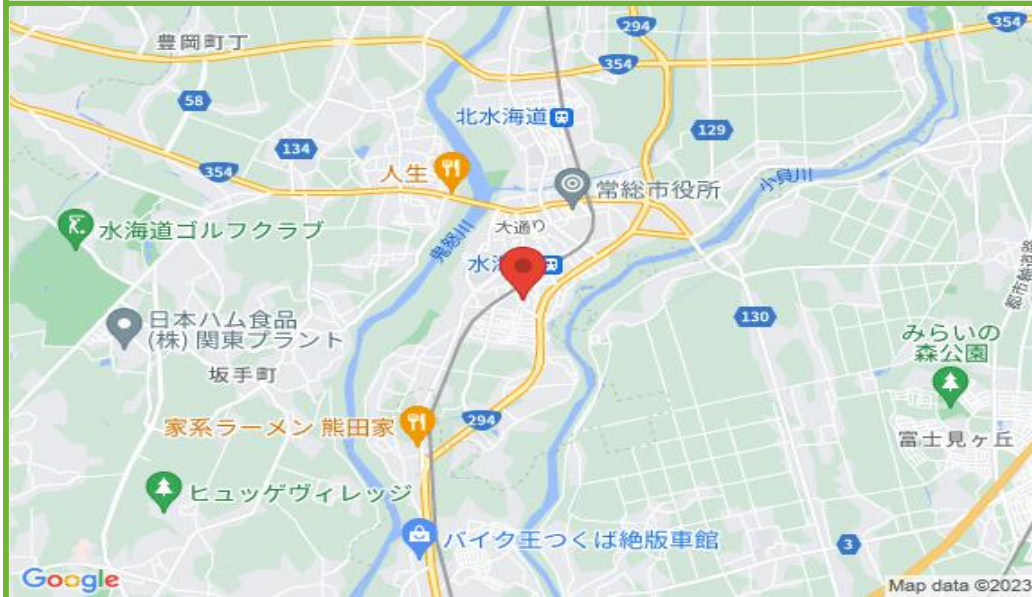 294
354
豊岡町丁
354
58
北水海道
129
134
小貝川
354
人生
常総市役所
水海道ゴルフクラブ
大通り
鬼怒川
水海
日本ハム食品
(株) 関東プラント
130
みらいの
森公園
坂手町
家系ラーメン 熊田家
294
富士見ヶ丘
ヒュッゲヴィレッジ
バイク王つくば絶版車館
3
Google
Map data ©2023